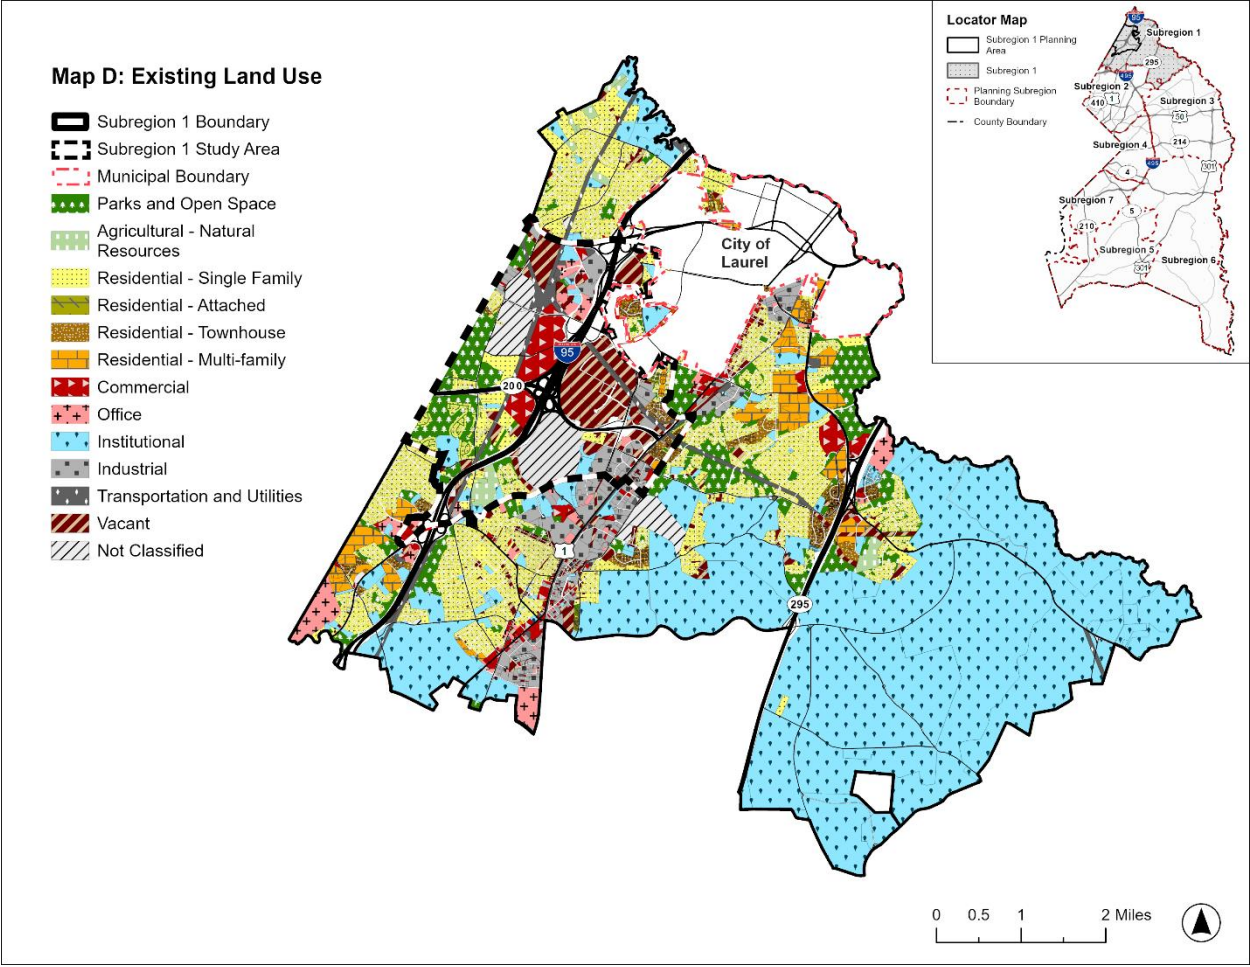 Map D: Existing Land Use
Subregion 1 Boundary
Subregion 1 Study Area
Municipal Boundary
Parks and Open Space
Agricultural - Natural
Resources
Residential - Single Family
Residential - Attached
Residential - Townhouse
Residential - Multi-family
Commercial
Office
Institutional
Industrial
Transportation and Utilities
Vacant
Not Classified
City of
Laurel
95
200
1
295
Locator Map
Subregion 1 Planning
Area
Subregion 1
Planning Subregion
Boundary
County Boundary
95
Subregion 1
295
495
Subregion 2
1
410
Subregion 3
50
214
Subregion 4
495
4
301
Subregion 7
5
210
Subregion 5
Subregion 6
301
0 0.5 1 2 Miles